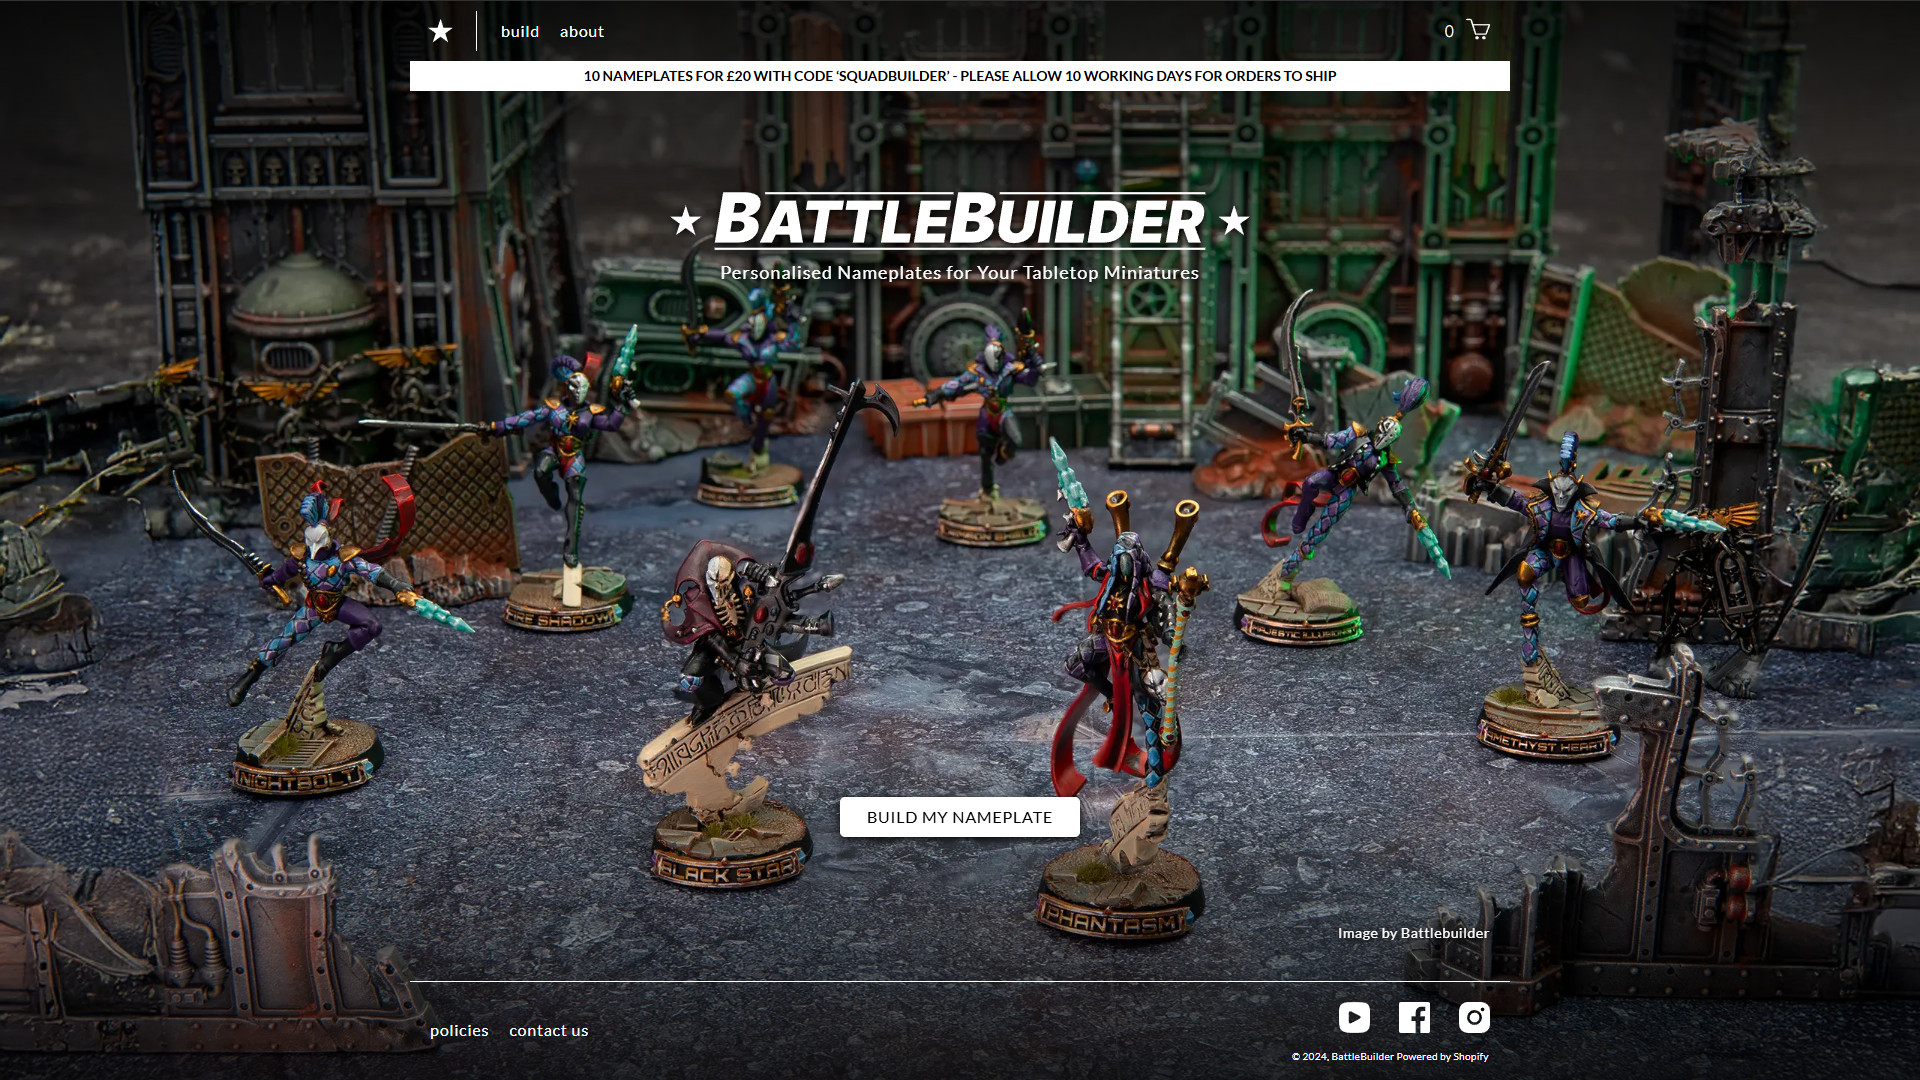 build about
0
10 NAMEPLATES FOR £20 WITH CODE ‘SQUADBUILDER’ - PLEASE ALLOW 10 WORKING DAYS FOR ORDERS TO SHIP
BATTLEBUILDER
Personalised Nameplates for Your Tabletop Miniatures
SHADOW
MAJESTIC ILLUSION
AMETHYST HEART
NIGHTBOLT
BUILD MY NAMEPLATE
BLACK STAR
PHANTASM
Image by Battlebuilder
policies contact us
© 2024, BattleBuilder Powered by Shopify